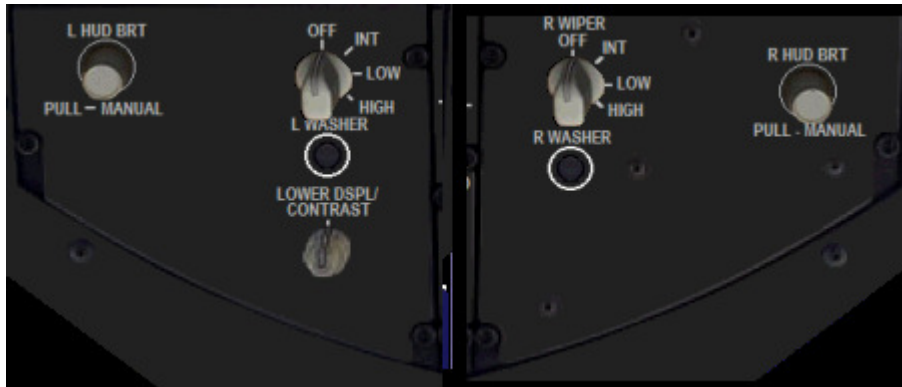 L HUD BRT
PULL – MANUAL
OFF
INT
LOW
HIGH
L WASHER
LOWER DSPL/
CONTRAST
R WIPER
OFF
INT
LOW
HIGH
R WASHER
R HUD BRT
PULL - MANUAL